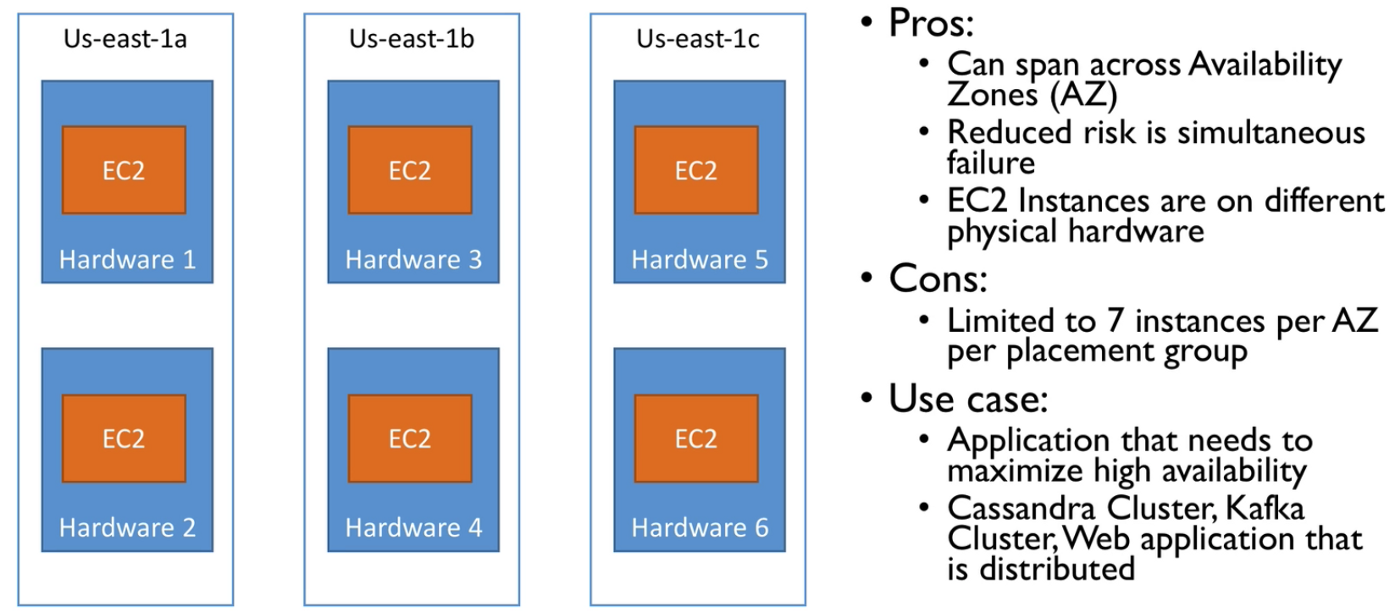 Us-east-1a
EC2
Hardware 1
EC2
Hardware 2
Us-east-1b
EC2
Hardware 3
EC2
Hardware 4
Us-east-1c
EC2
Hardware 5
EC2
Hardware 6
• Pros:
• Can span across Availability
Zones (AZ)
• Reduced risk is simultaneous
failure
• EC2 Instances are on different
physical hardware
• Cons:
• Limited to 7 instances per AZ
per placement group
• Use case:
• Application that needs to
maximize high availability
• Cassandra Cluster, Kafka
Cluster, Web application that
is distributed